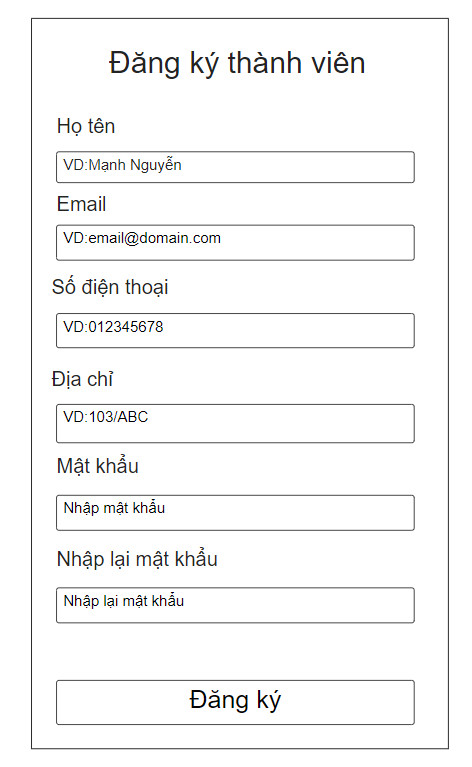 Đăng ký thành viên
Họ tên
VD:Mạnh Nguyễn
Email
VD:email@domain.com
Số điện thoại
VD:012345678
Địa chỉ
VD:103/ABC
Mật khẩu
Nhập mật khẩu
Nhập lại mật khẩu
Nhập lại mật khẩu
Đăng ký